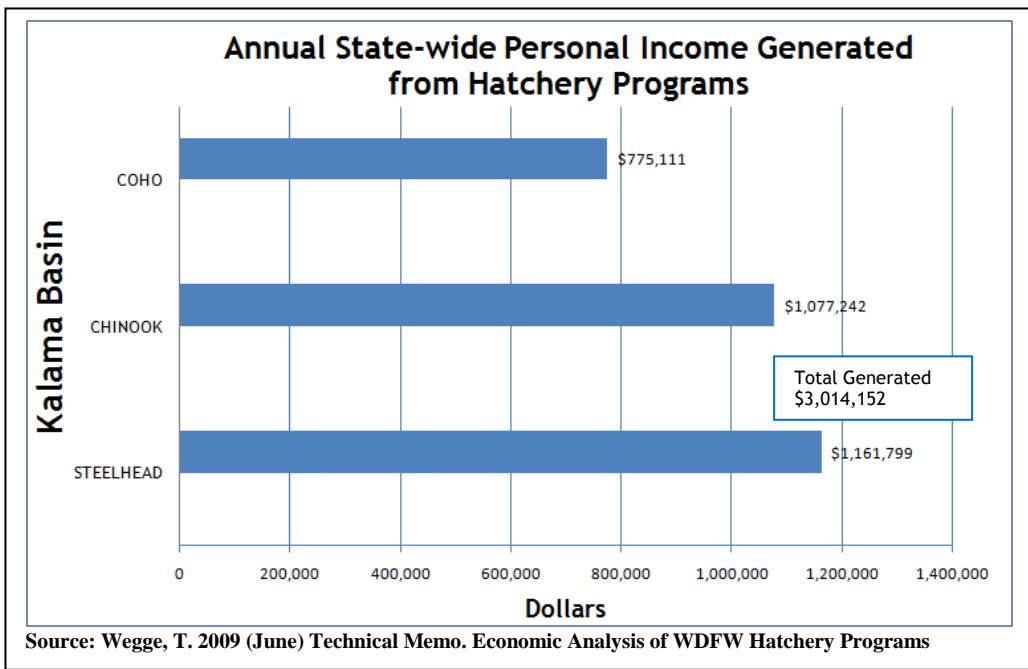 Annual State-wide Personal Income Generated
from Hatchery Programs
Kalama Basin
COHO
$775,111
CHINOOK
$1,077,242
Total Generated
$3,014,152
STEELHEAD
$1,161,799
0 200,000 400,000 600,000 800,000 1,000,000 1,200,000 1,400,000
Dollars
Source: Wegge, T. 2009 (June) Technical Memo. Economic Analysis of WDFW Hatchery Programs